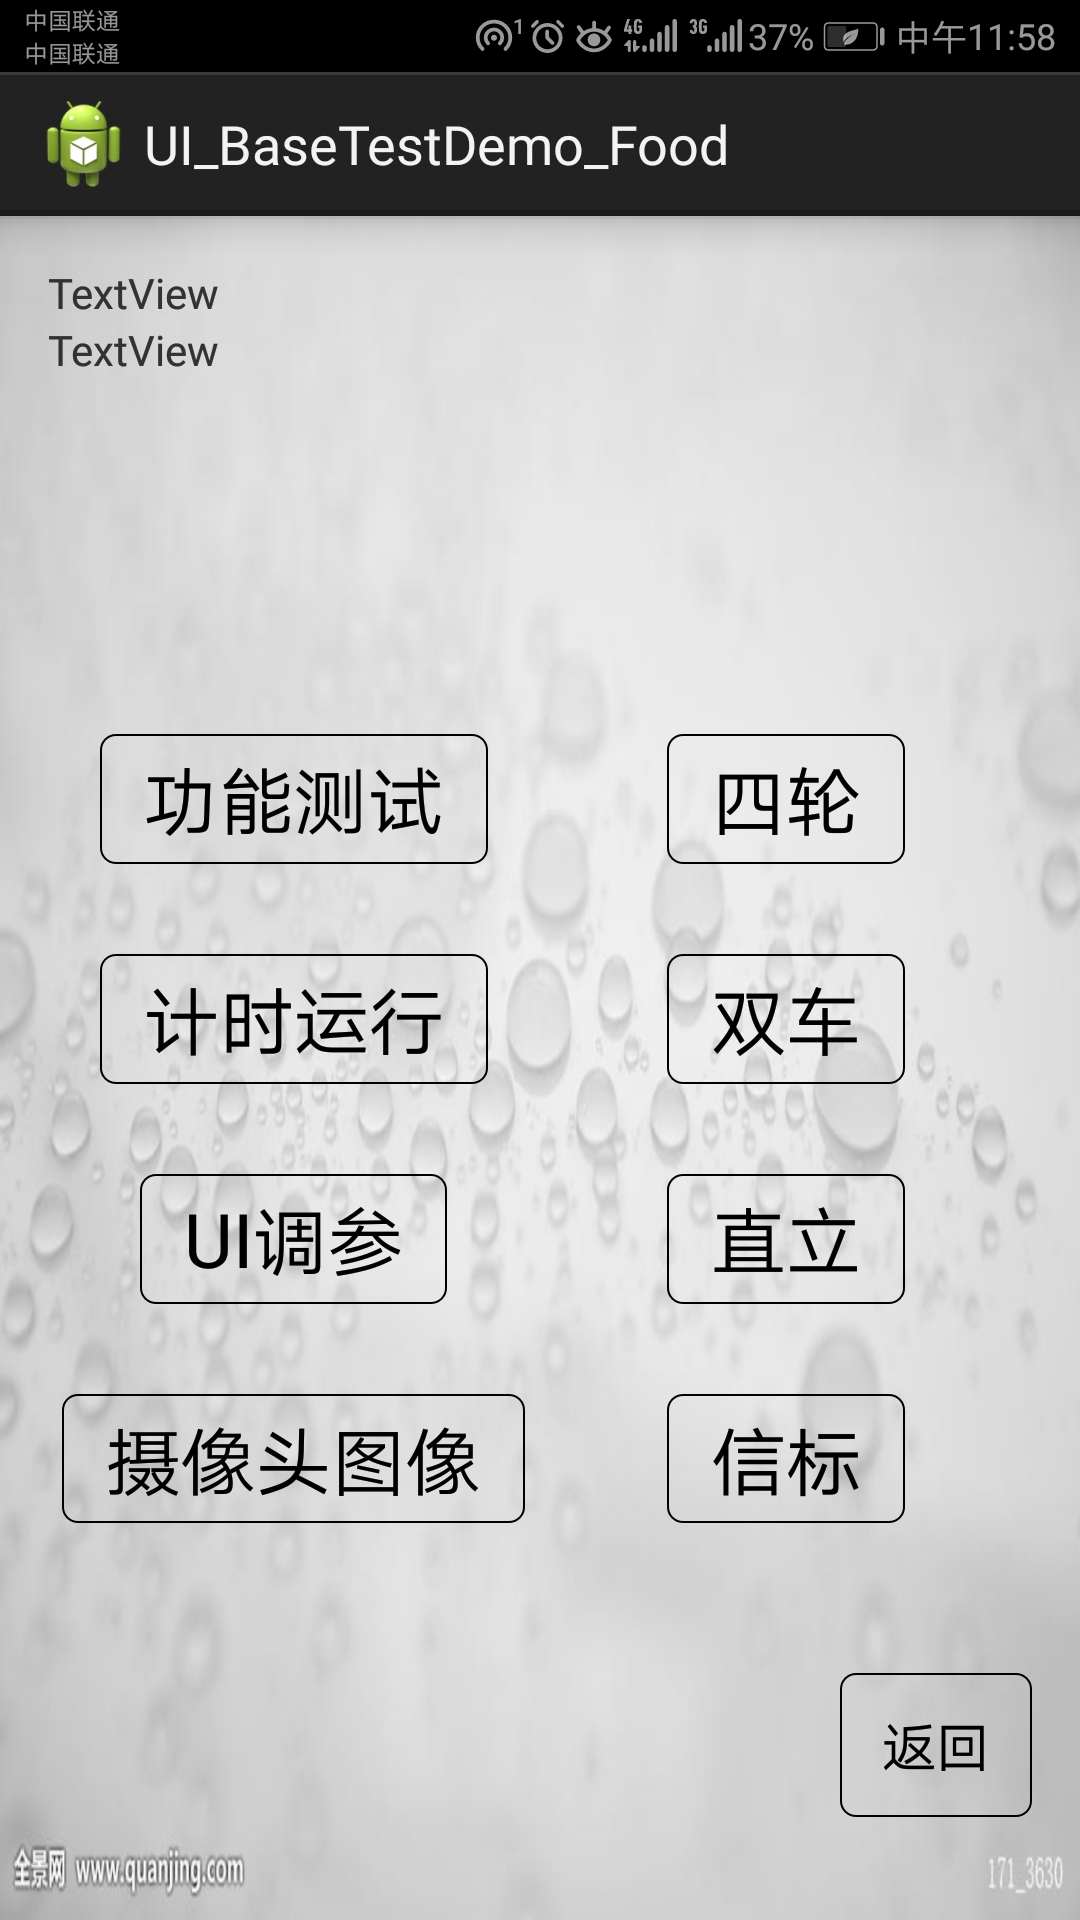 中国联通
中国联通
1 4G 3G 37% 中午11:58
UI_BaseTestDemo_Food
TextView
TextView
功能测试 四轮
计时运行 双车
UI调参 直立
摄像头图像 信标
返回
全景网 www.quanjing.com 171_3630